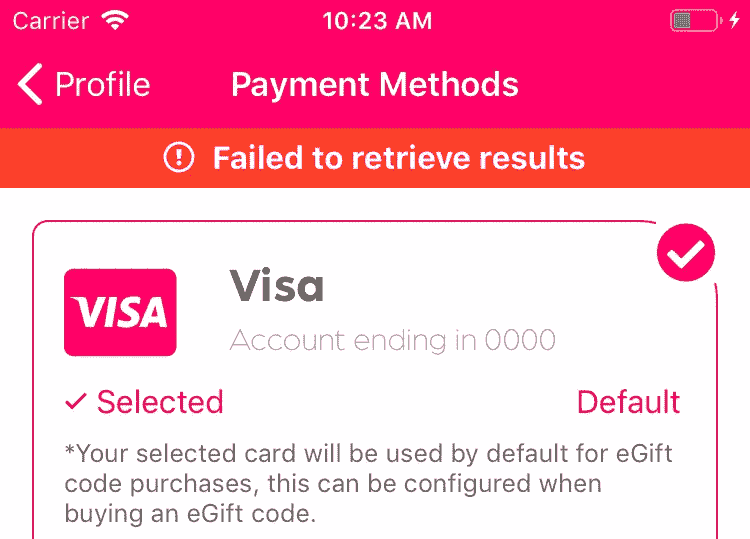 Carrier 10:23 AM
Profile Payment Methods
Failed to retrieve results
VISA
Visa
Account ending in 0000
Selected Default
*Your selected card will be used by default for eGift
code purchases, this can be configured when
buying an eGift code.